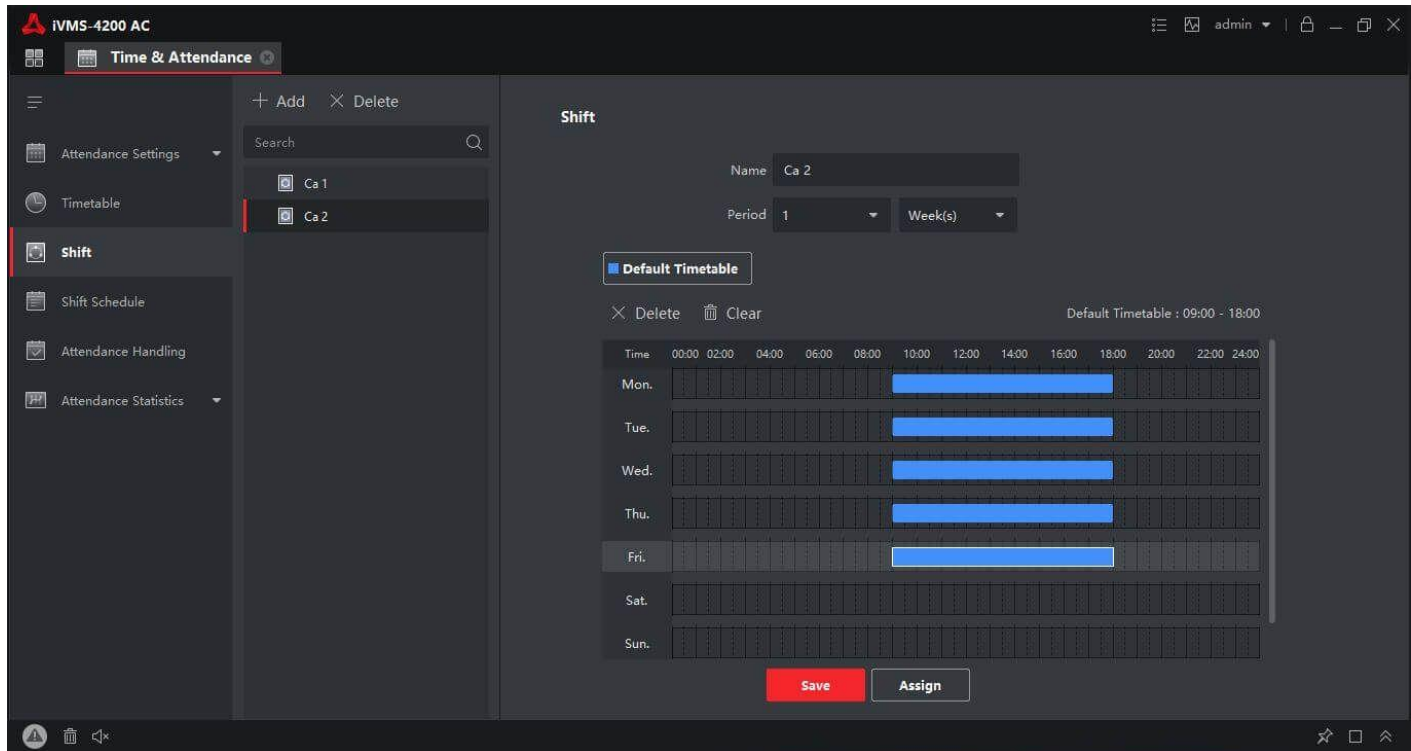 iVMS-4200 AC
admin
Time & Attendance
Add Delete
Search
Attendance Settings
Timetable
Shift
Shift Schedule
Attendance Handling
Attendance Statistics
Ca 1
Ca 2
Shift
Name Ca 2
Period 1 Week(s)
Default Timetable
Delete Clear
Default Timetable : 09:00 - 18:00
Time 00:00 02:00 04:00 06:00 08:00 10:00 12:00 14:00 16:00 18:00 20:00 22:00 24:00
Mon.
Tue.
Wed.
Thu.
Fri.
Sat.
Sun.
Save Assign